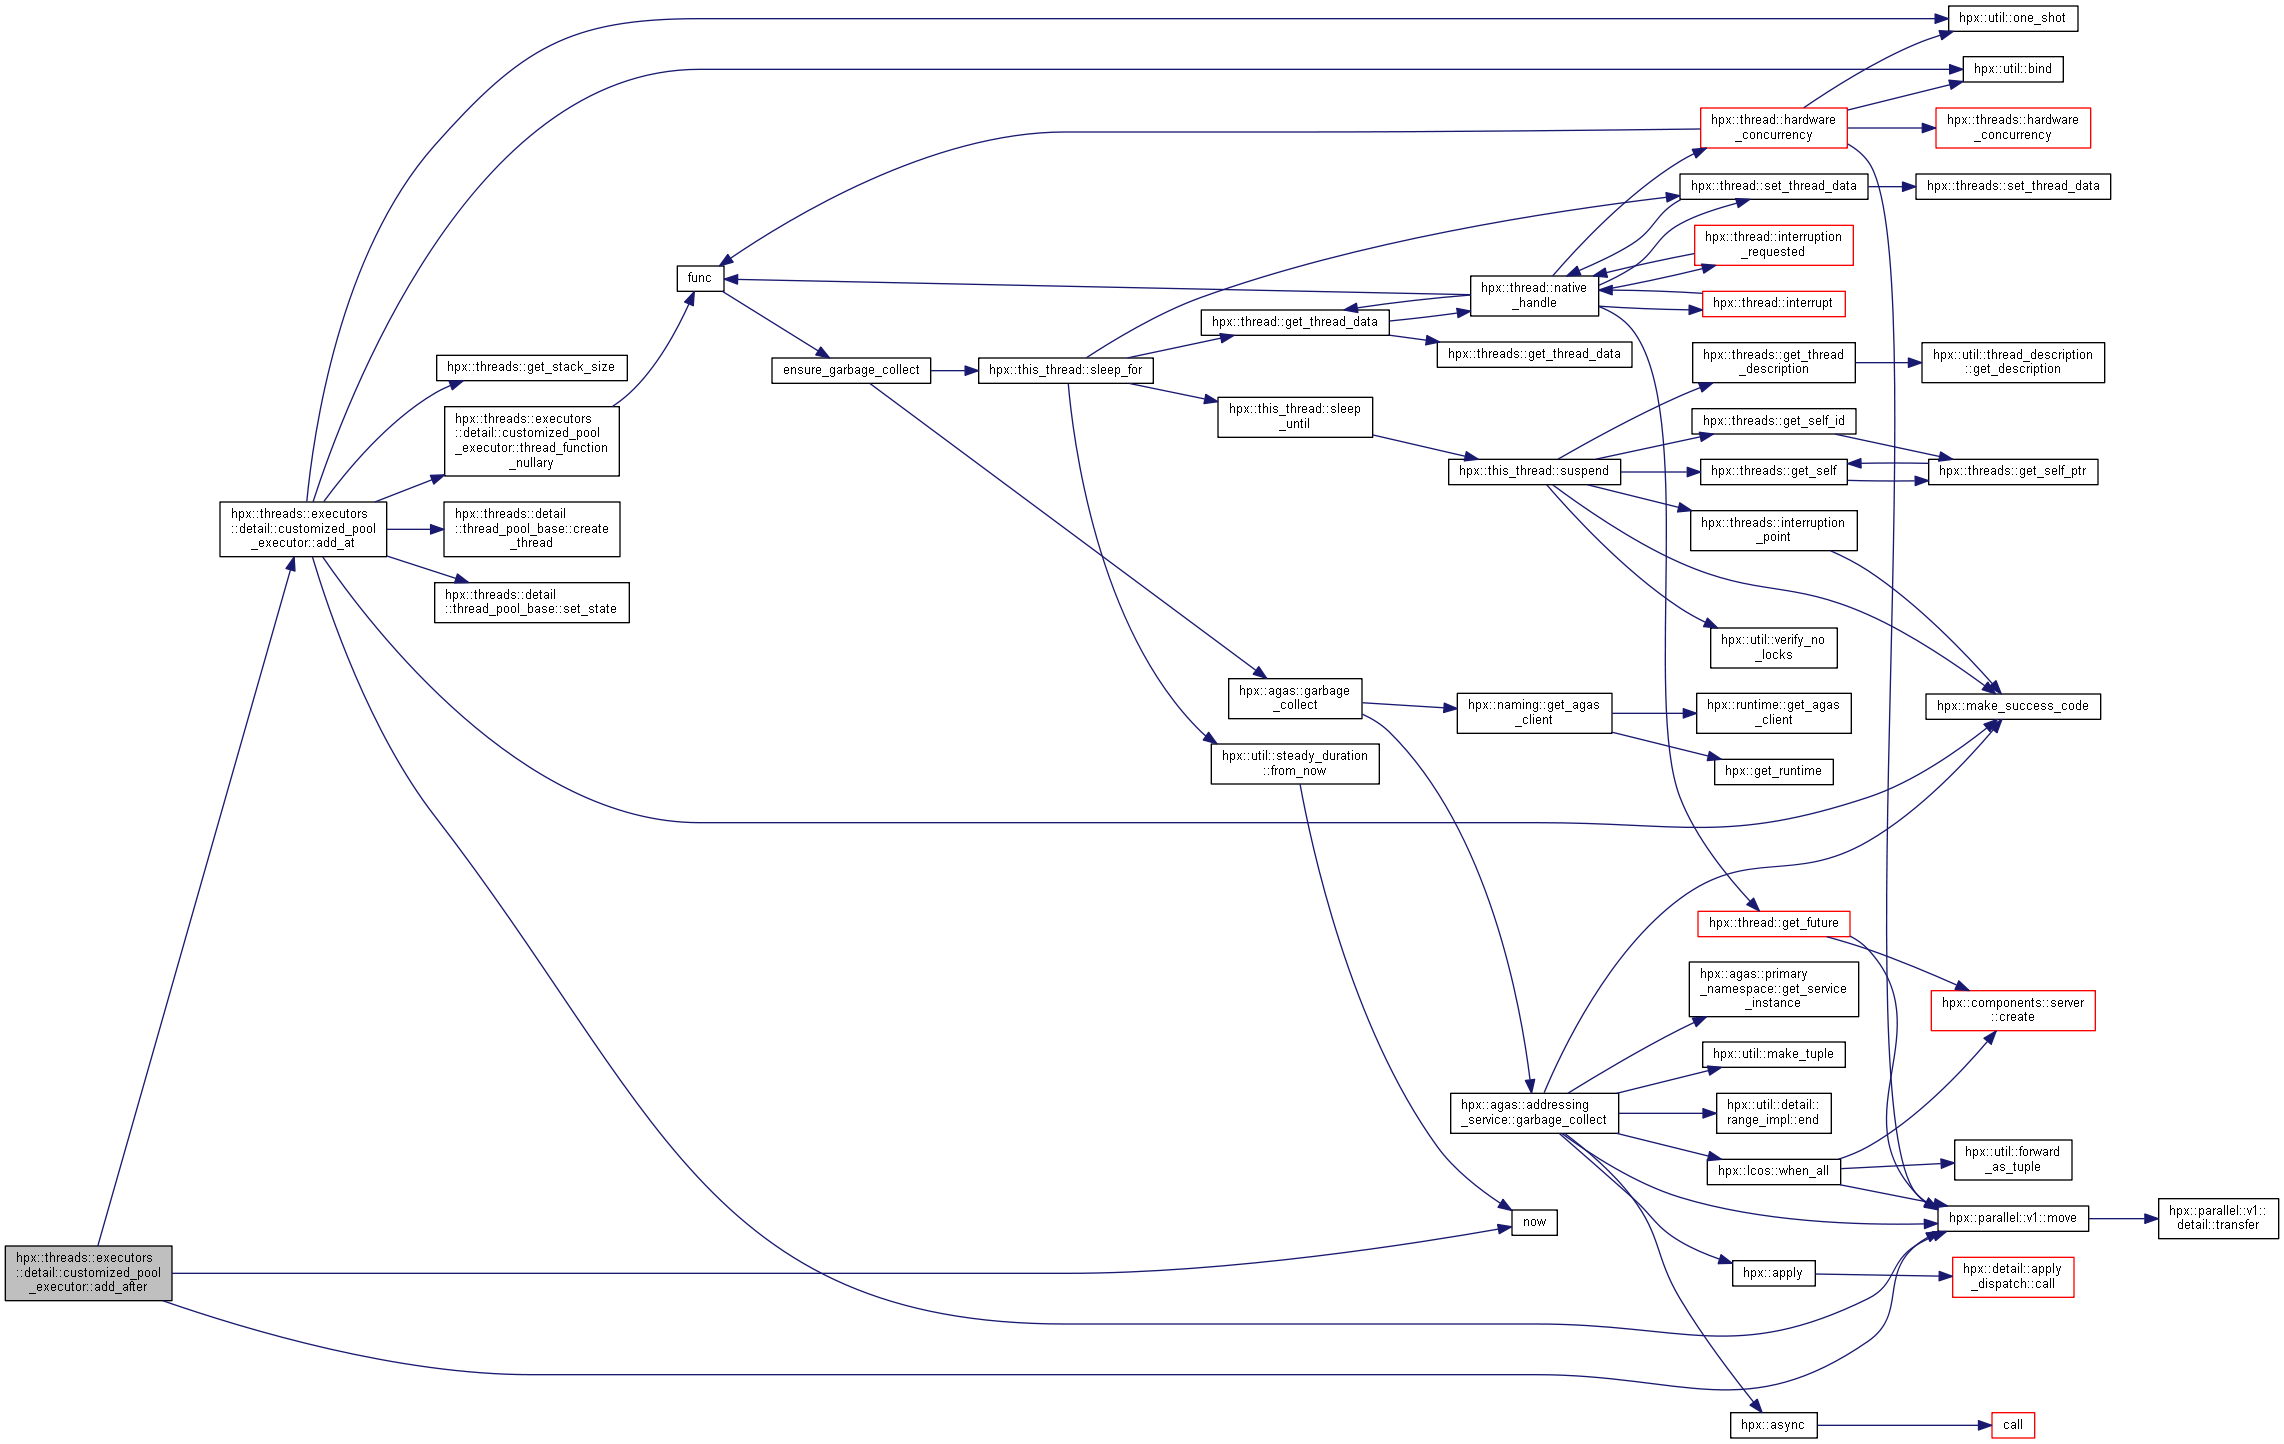 hpx::util::one_shot
hpx::util::bind
hpx::thread::hardware
_concurrency
hpx::threads::hardware
_concurrency
hpx::thread::set_thread_data
hpx::threads::set_thread_data
hpx::thread::interruption
_requested
func
hpx::thread::native
_handle
hpx::thread::interrupt
hpx::thread::get_thread_data
hpx::threads::get_thread_data
hpx::threads::get_thread
_description
hpx::util::thread_description
::get_description
hpx::threads::get_stack_size
ensure_garbage_collect
hpx::this_thread::sleep_for
hpx::this_thread::sleep
_until
hpx::threads::get_self_id
hpx::threads::executors
::detail::customized_pool
_executor::thread_function
_nullary
hpx::this_thread::suspend
hpx::threads::get_self
hpx::threads::get_self_ptr
hpx::threads::executors
::detail::customized_pool
_executor::add_at
hpx::threads::detail
::thread_pool_base::create
_thread
hpx::threads::interruption
_point
hpx::threads::detail
::thread_pool_base::set_state
hpx::util::verify_no
_locks
hpx::agas::garbage
_collect
hpx::naming::get_agas
_client
hpx::runtime::get_agas
_client
hpx::make_success_code
hpx::util::steady_duration
::from_now
hpx::get_runtime
hpx::thread::get_future
hpx::agas::primary
_namespace::get_service
_instance
hpx::components::server
::create
hpx::util::make_tuple
hpx::agas::addressing
_service::garbage_collect
hpx::util::detail::
range_impl::end
hpx::lcos::when_all
hpx::util::forward
_as_tuple
now
hpx::parallel::v1::move
hpx::parallel::v1::
detail::transfer
hpx::threads::executors
::detail::customized_pool
_executor::add_after
hpx::apply
hpx::detail::apply
_dispatch::call
hpx::async
call